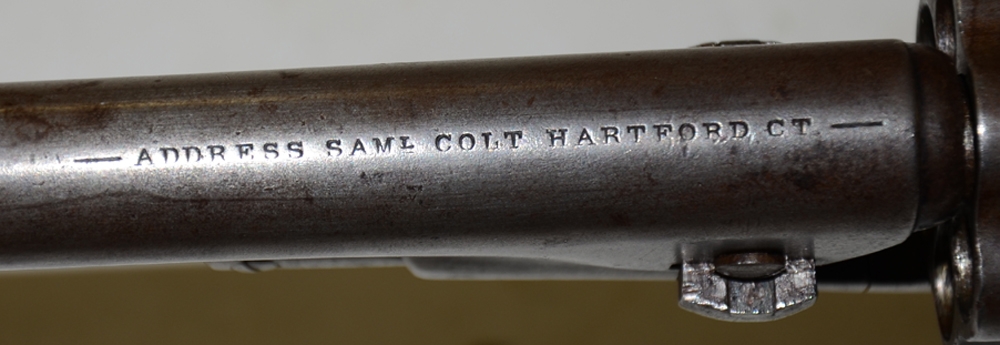 — ADDRESS SAML COLT HARTFORD CT. —